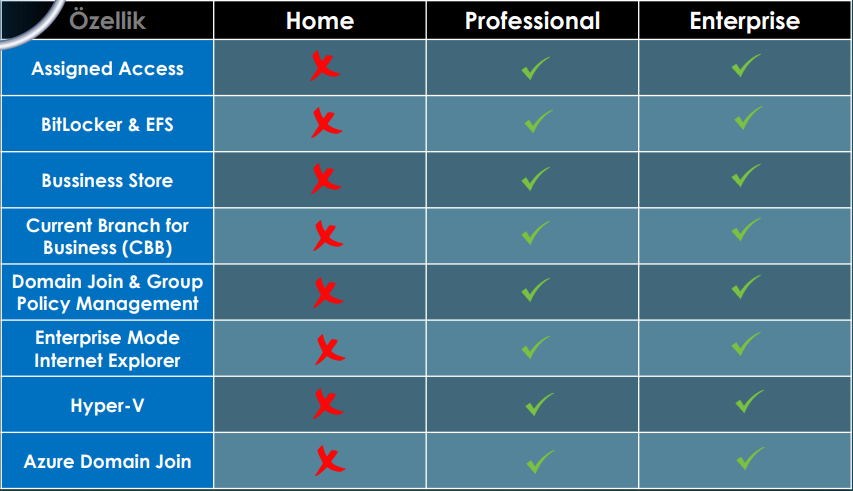 Özellik Home Professional Enterprise
Assigned Access
BitLocker & EFS
Bussiness Store
Current Branch for
Business (CBB)
Domain Join & Group
Policy Management
Enterprise Mode
Internet Explorer
Hyper-V
Azure Domain Join